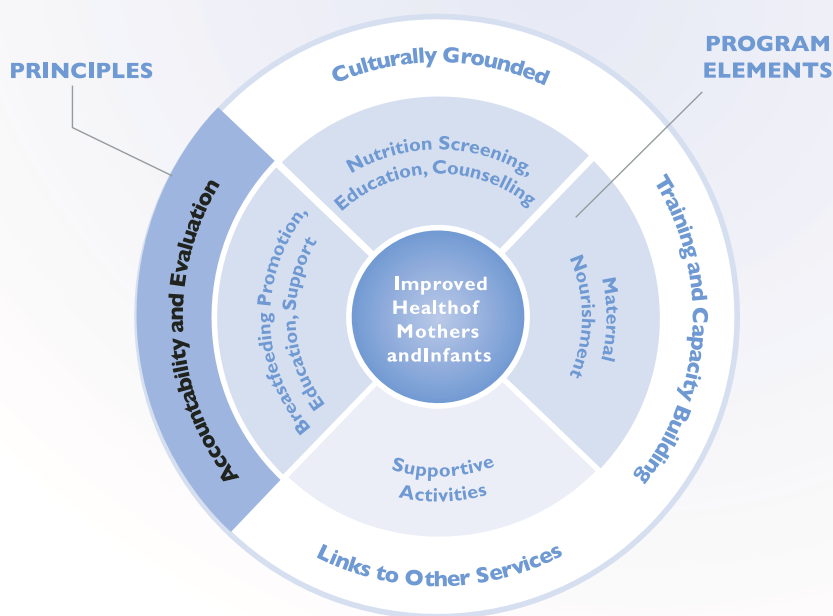 PRINCIPLES
PROGRAM
ELEMENTS
Culturally Grounded
Nutrition Screening,
Education, Counselling
Training and Capacity Building
Maternal
Nourishment
Accountability and Evaluation
Breastfeeding Promotion,
Education, Support
Improved
Healthof
Mothers
andInfants
Supportive
Activities
Links to Other Services